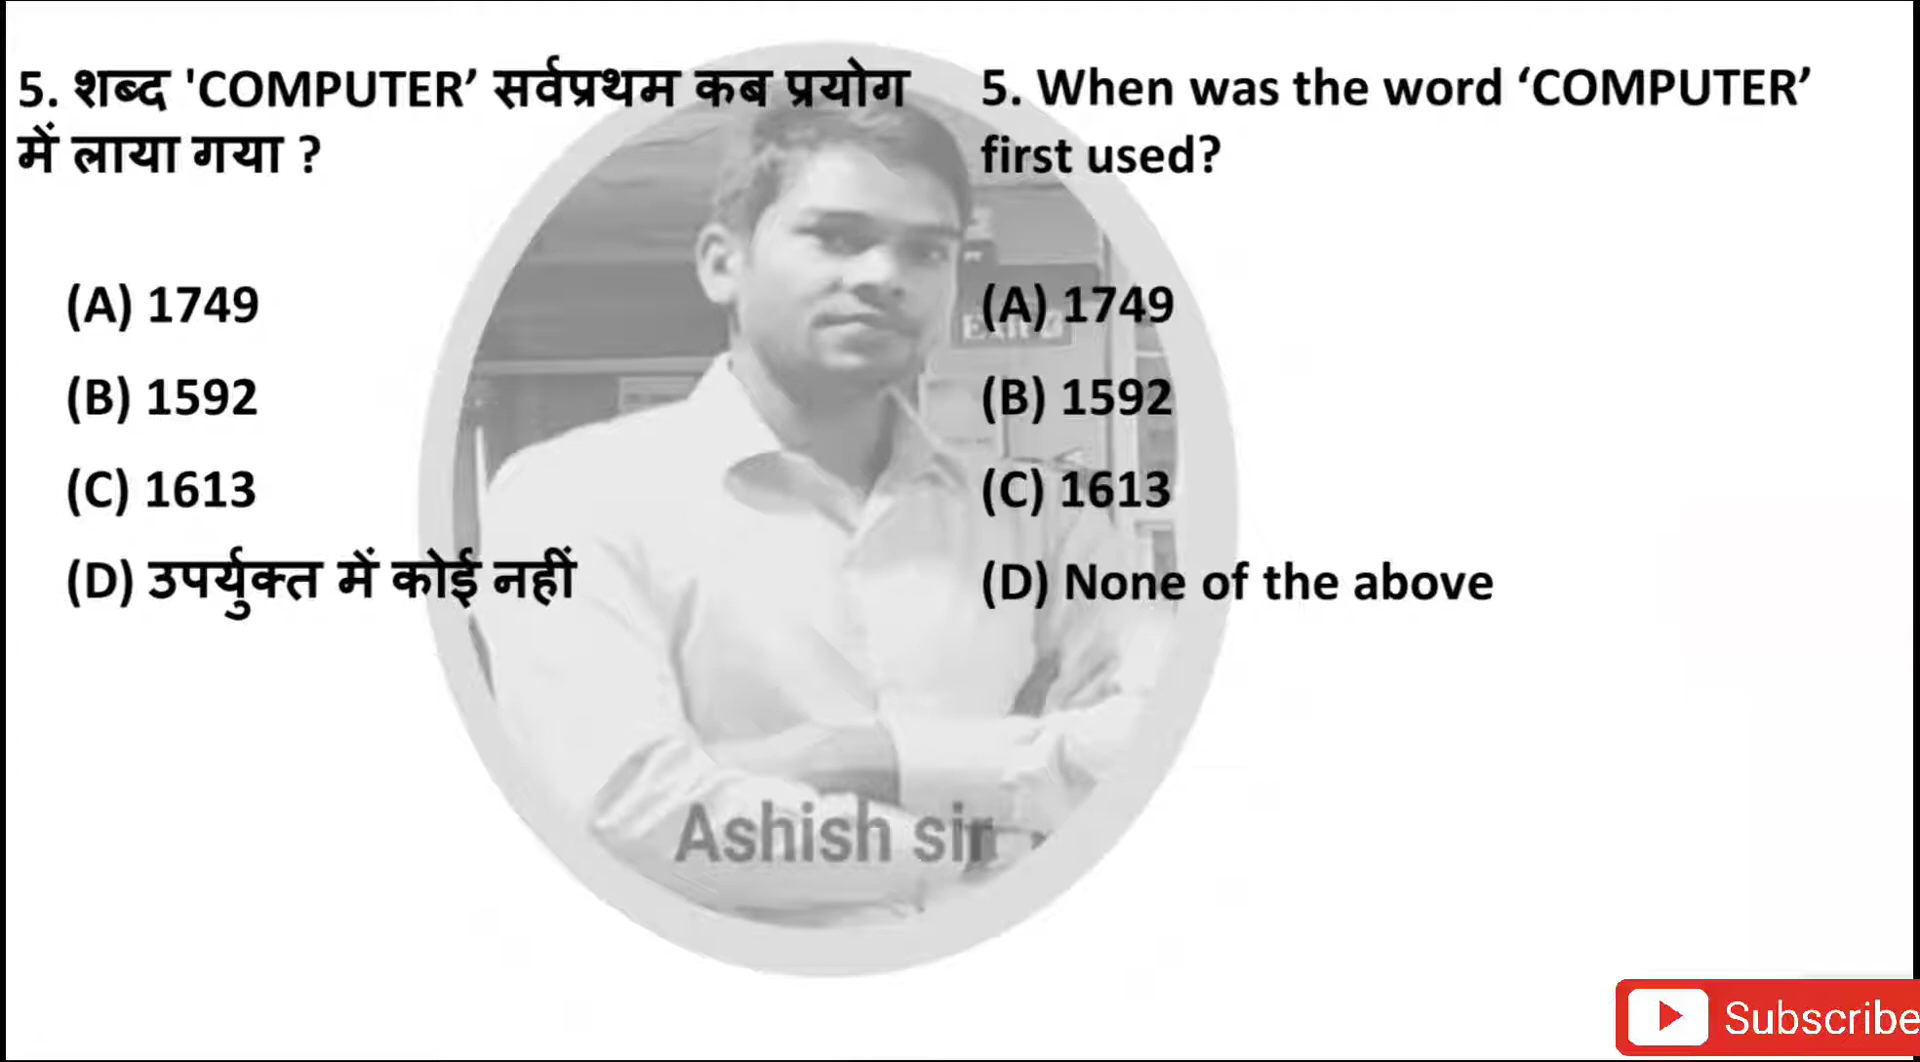 5. शब्द 'COMPUTER’ सर्वप्रथम कब प्रयोग
में लाया गया ?
(A) 1749
(B) 1592
(C) 1613
(D) उपर्युक्त में कोई नहीं
5. When was the word ‘COMPUTER’
first used?
(A) 1749
(B) 1592
(C) 1613
(D) None of the above
EXIT
Ashish sir
Subscribe